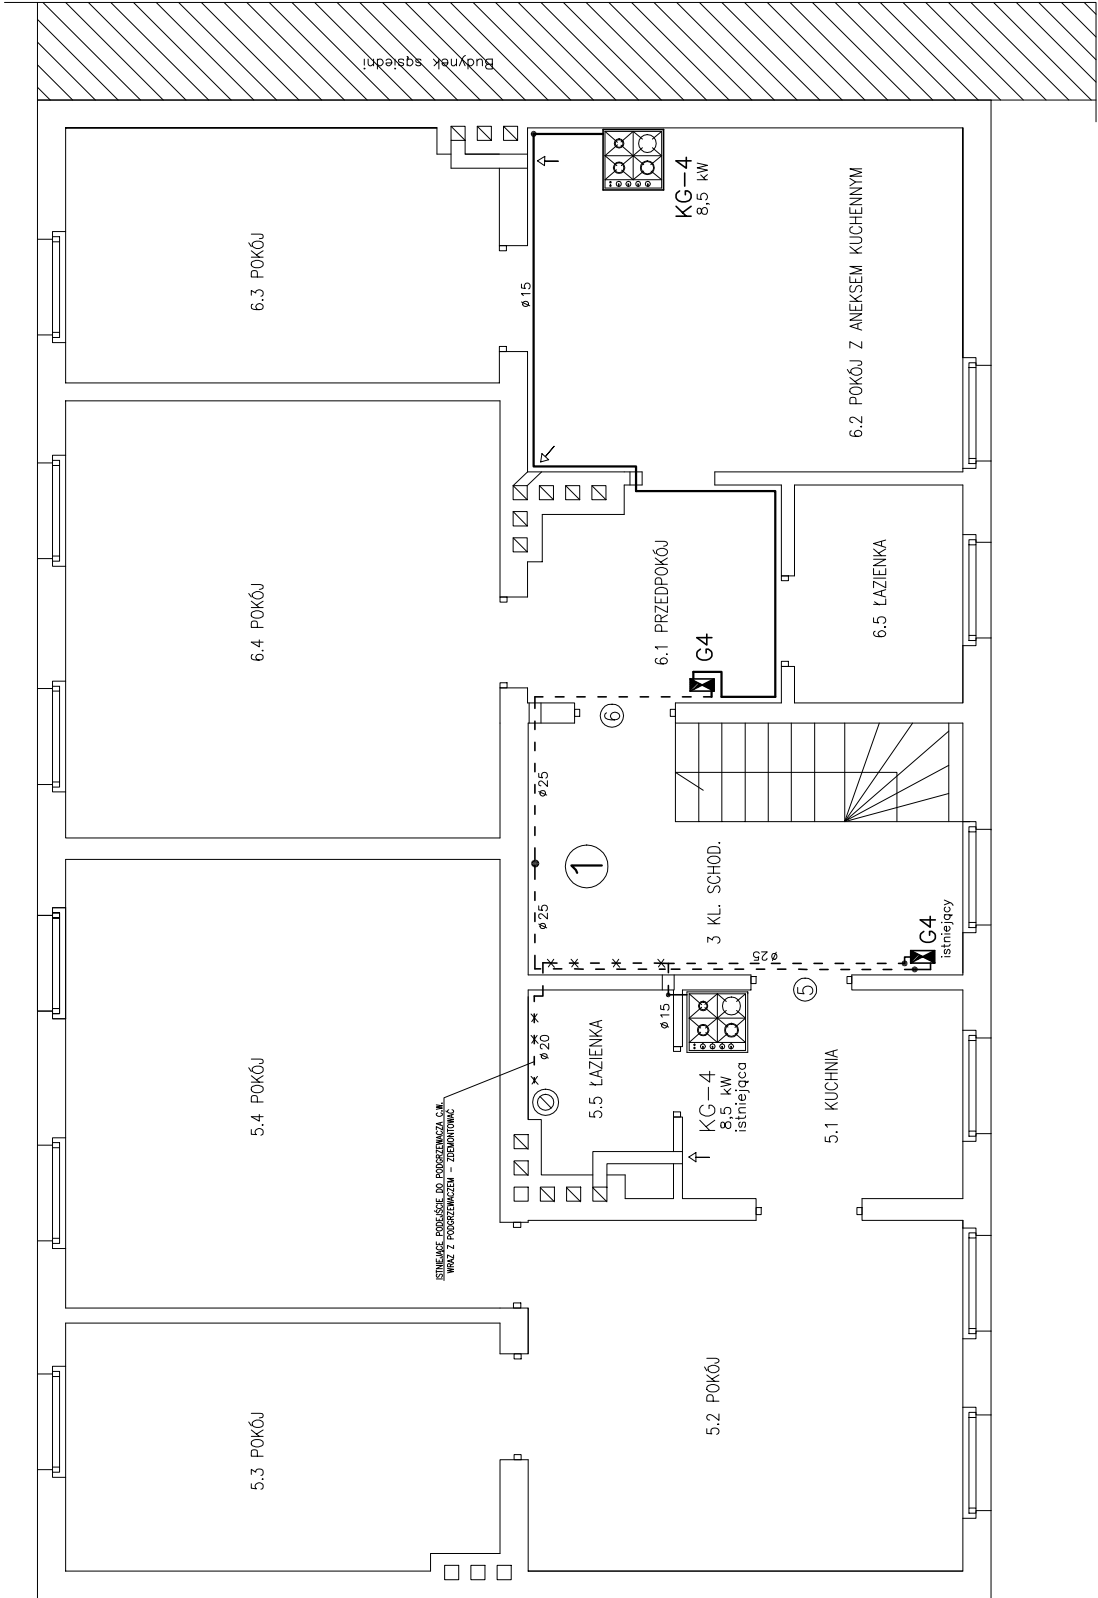 Budynek sąsiedni
6.3 POKÓJ
KG-4
8,5 kW
ø15
6.2 POKÓJ Z ANEKSEM KUCHENNYM
6.4 POKÓJ
6.1 PRZEDPOKÓJ
G4
6.5 ŁAZIENKA
6
ø25
1
ø25
3 KL. SCHOD.
ø25
G4
istniejący
5
5.4 POKÓJ
ISTNIEJĄCE PODEJŚCIE DO PODGRZEWACZA C.W.
WRAZ Z PODGRZEWACZEM - ZDEMONTOWAĆ
ø20
5.5 ŁAZIENKA
ø15
KG-4
8,5 kW
istniejąca
5.1 KUCHNIA
5.3 POKÓJ
5.2 POKÓJ